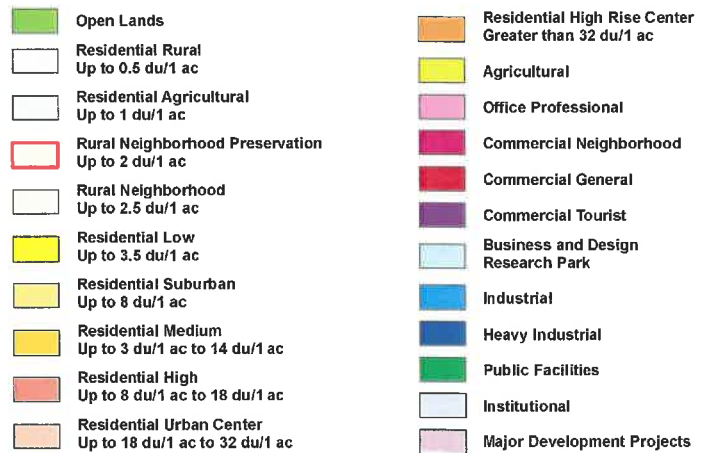 Open Lands
Residential Rural
Up to 0.5 du/1 ac
Residential Agricultural
Up to 1 du/1 ac
Rural Neighborhood Preservation
Up to 2 du/1 ac
Rural Neighborhood
Up to 2.5 du/1 ac
Residential Low
Up to 3.5 du/1 ac
Residential Suburban
Up to 8 du/1 ac
Residential Medium
Up to 3 du/1 ac to 14 du/1 ac
Residential High
Up to 8 du/1 ac to 18 du/1 ac
Residential Urban Center
Up to 18 du/1 ac to 32 du/1 ac
Residential High Rise Center
Greater than 32 du/1 ac
Agricultural
Office Professional
Commercial Neighborhood
Commercial General
Commercial Tourist
Business and Design
Research Park
Industrial
Heavy Industrial
Public Facilities
Institutional
Major Development Projects